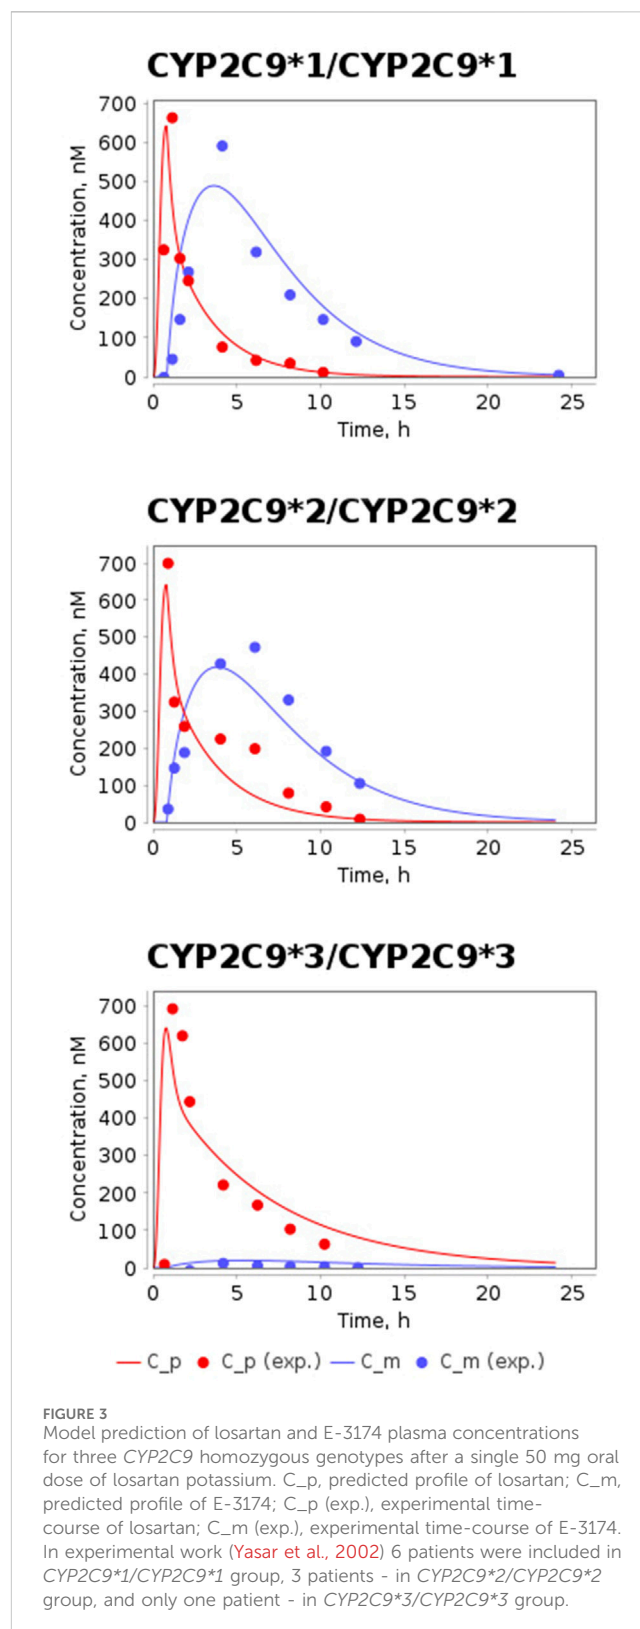 CYP2C9*1/CYP2C9*1
700
600
500
400
300
200
100
0
Concentration, nM
0 5 10 15 20 25
Time, h
CYP2C9*2/CYP2C9*2
700
600
500
400
300
200
100
0
Concentration, nM
0 5 10 15 20 25
Time, h
CYP2C9*3/CYP2C9*3
700
600
500
400
300
200
100
0
Concentration, nM
0 5 10 15 20 25
Time, h
C_p C_p (exp.) C_m C_m (exp.)
FIGURE 3
Model prediction of losartan and E-3174 plasma concentrations
for three CYP2C9 homozygous genotypes after a single 50 mg oral
dose of losartan potassium. C_p, predicted profile of losartan; C_m,
predicted profile of E-3174; C_p (exp.), experimental time-
course of losartan; C_m (exp.), experimental time-course of E-3174.
In experimental work (Yasar et al., 2002) 6 patients were included in
CYP2C9*1/CYP2C9*1 group, 3 patients - in CYP2C9*2/CYP2C9*2
group, and only one patient - in CYP2C9*3/CYP2C9*3 group.